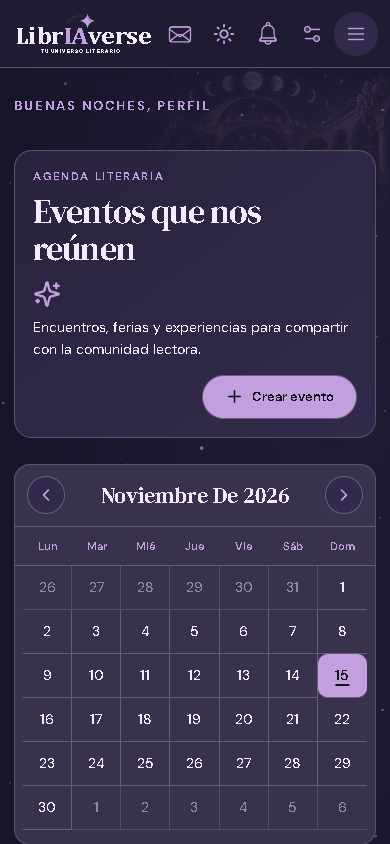 LibrIAverse
TU UNIVERSO LITERARIO
BUENAS NOCHES, PERFIL
AGENDA LITERARIA
Eventos que nos
reúnen
Encuentros, ferias y experiencias para compartir
con la comunidad lectora.
+ Crear evento
Noviembre De 2026
Lun Mar Mié Jue Vie Sáb Dom
26 27 28 29 30 31 1
2 3 4 5 6 7 8
9 10 11 12 13 14 15
16 17 18 19 20 21 22
23 24 25 26 27 28 29
30 1 2 3 4 5 6